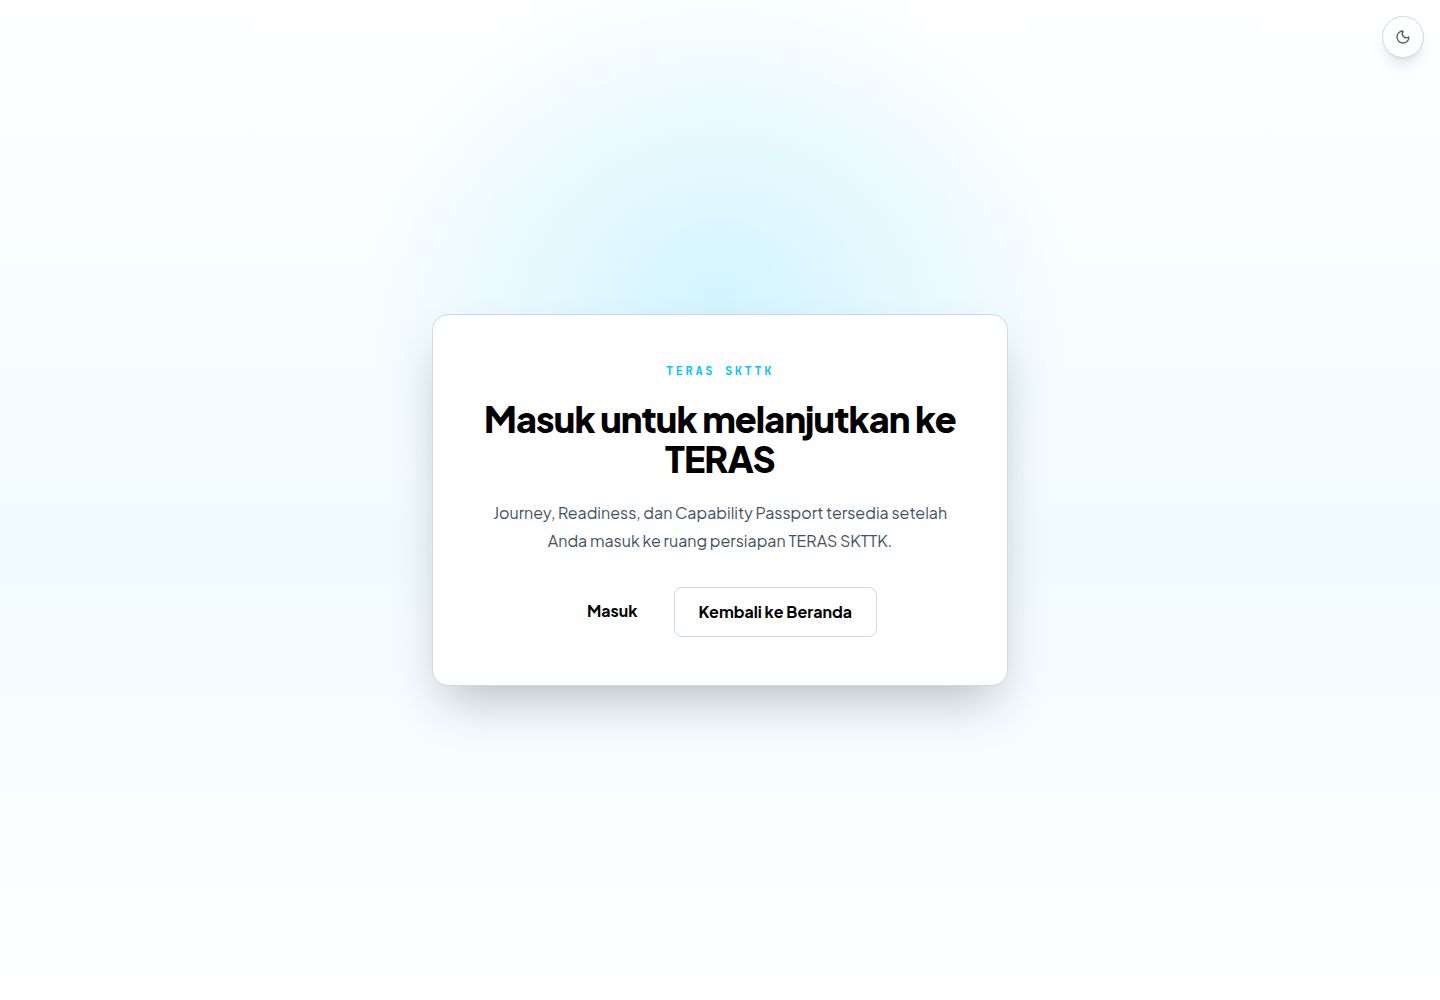 TERAS SKTTK
Masuk untuk melanjutkan ke
TERAS
Journey, Readiness, dan Capability Passport tersedia setelah
Anda masuk ke ruang persiapan TERAS SKTTK.
Masuk
Kembali ke Beranda